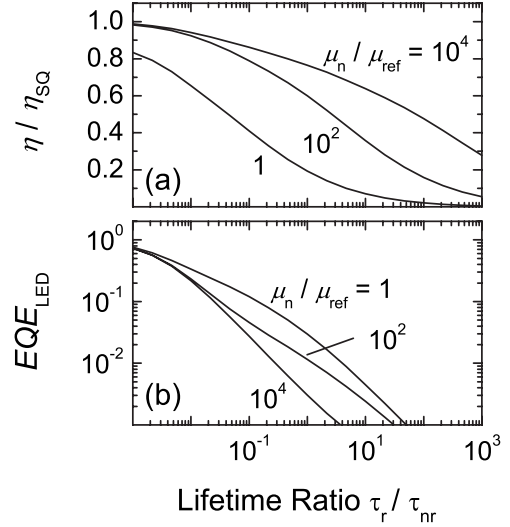 1.0
0.8
0.6
0.4
0.2
η / η_SQ
μ_n / μ_ref = 10^4
10^2
1
(a)
10^0
10^-1
10^-2
EQE_LED
μ_n / μ_ref = 1
10^2
10^4
(b)
10^-1 10^1 10^3
Lifetime Ratio τ_r / τ_nr